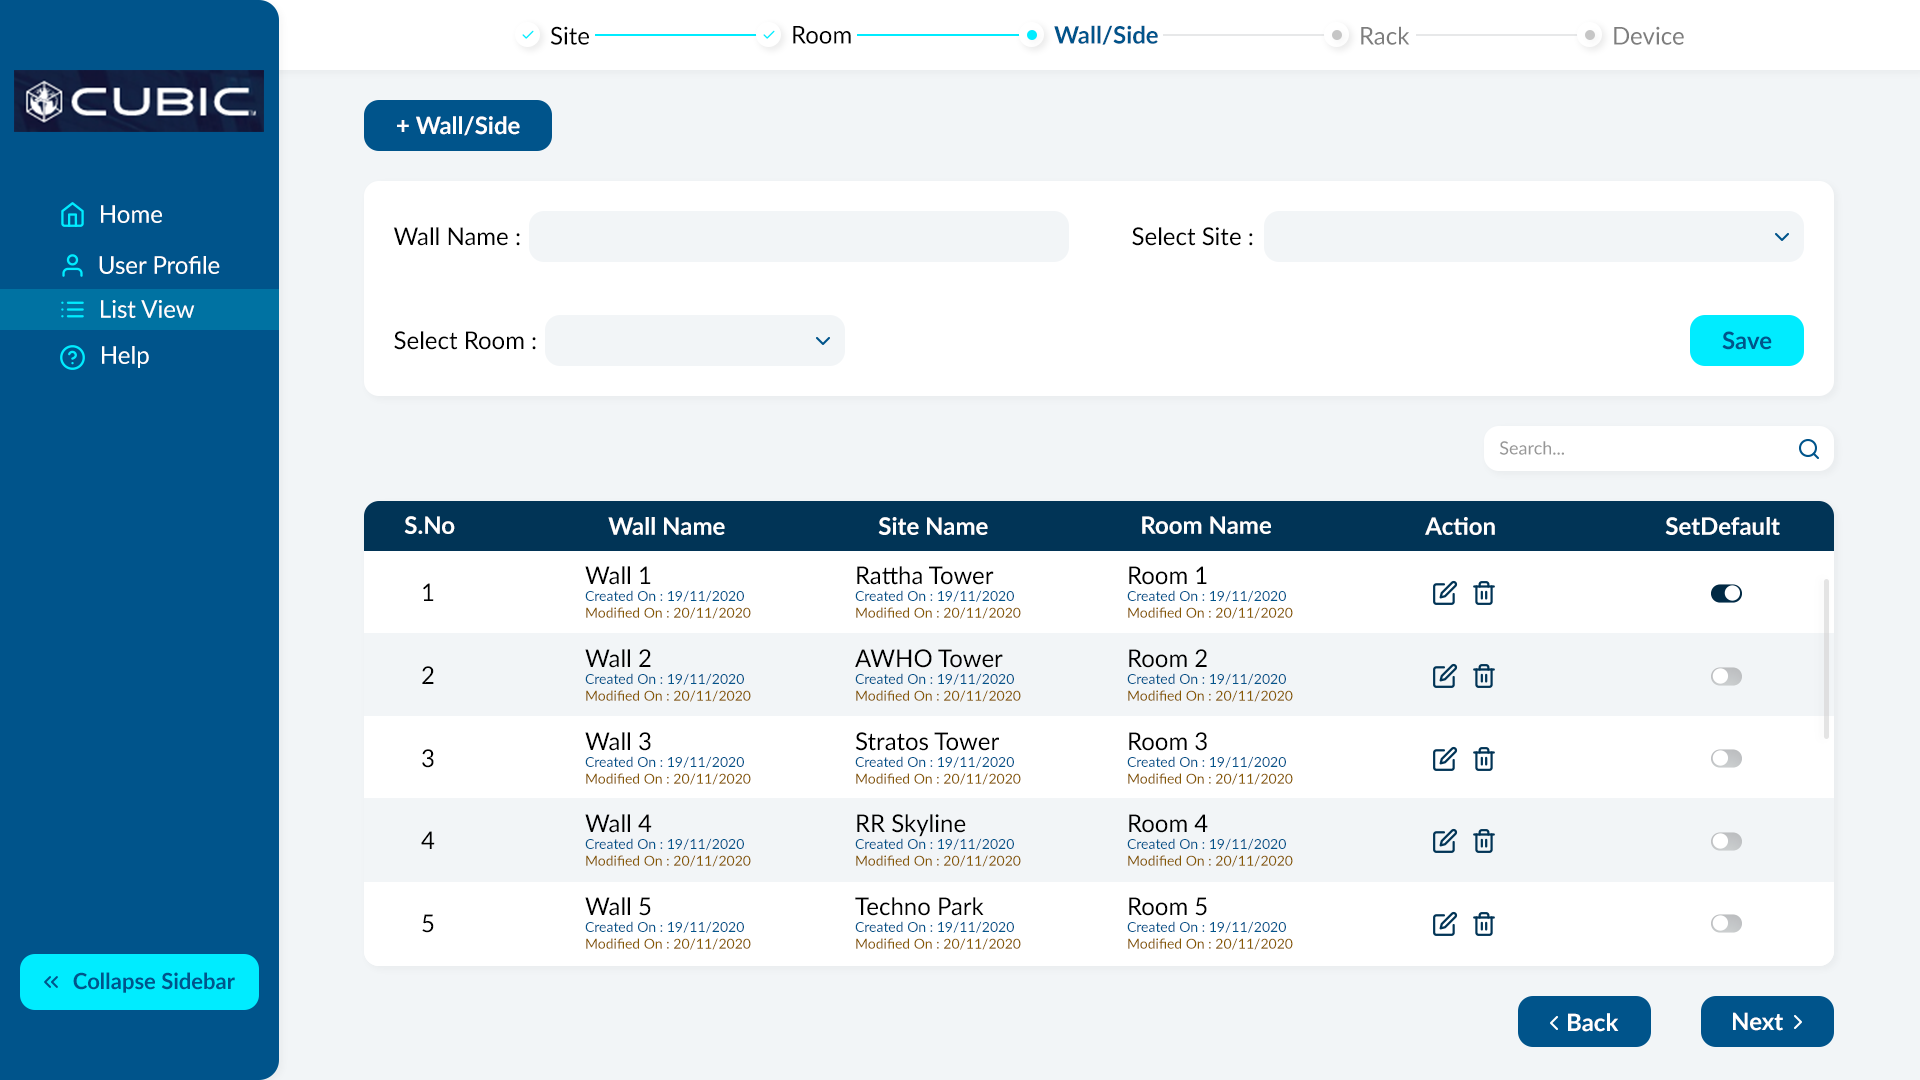 Site
Room
Wall/Side
Rack
Device
CUBIC
Home
User Profile
List View
Help
« Collapse Sidebar
+ Wall/Side
Wall Name :
Select Site :
Select Room :
Save
Search...
S.No Wall Name Site Name Room Name Action SetDefault
1
Wall 1 Rattha Tower Room 1
Created On : 19/11/2020 Created On : 19/11/2020 Created On : 19/11/2020
Modified On : 20/11/2020 Modified On : 20/11/2020 Modified On : 20/11/2020
2
Wall 2 AWHO Tower Room 2
Created On : 19/11/2020 Created On : 19/11/2020 Created On : 19/11/2020
Modified On : 20/11/2020 Modified On : 20/11/2020 Modified On : 20/11/2020
3
Wall 3 Stratos Tower Room 3
Created On : 19/11/2020 Created On : 19/11/2020 Created On : 19/11/2020
Modified On : 20/11/2020 Modified On : 20/11/2020 Modified On : 20/11/2020
4
Wall 4 RR Skyline Room 4
Created On : 19/11/2020 Created On : 19/11/2020 Created On : 19/11/2020
Modified On : 20/11/2020 Modified On : 20/11/2020 Modified On : 20/11/2020
5
Wall 5 Techno Park Room 5
Created On : 19/11/2020 Created On : 19/11/2020 Created On : 19/11/2020
Modified On : 20/11/2020 Modified On : 20/11/2020 Modified On : 20/11/2020
< Back
Next >